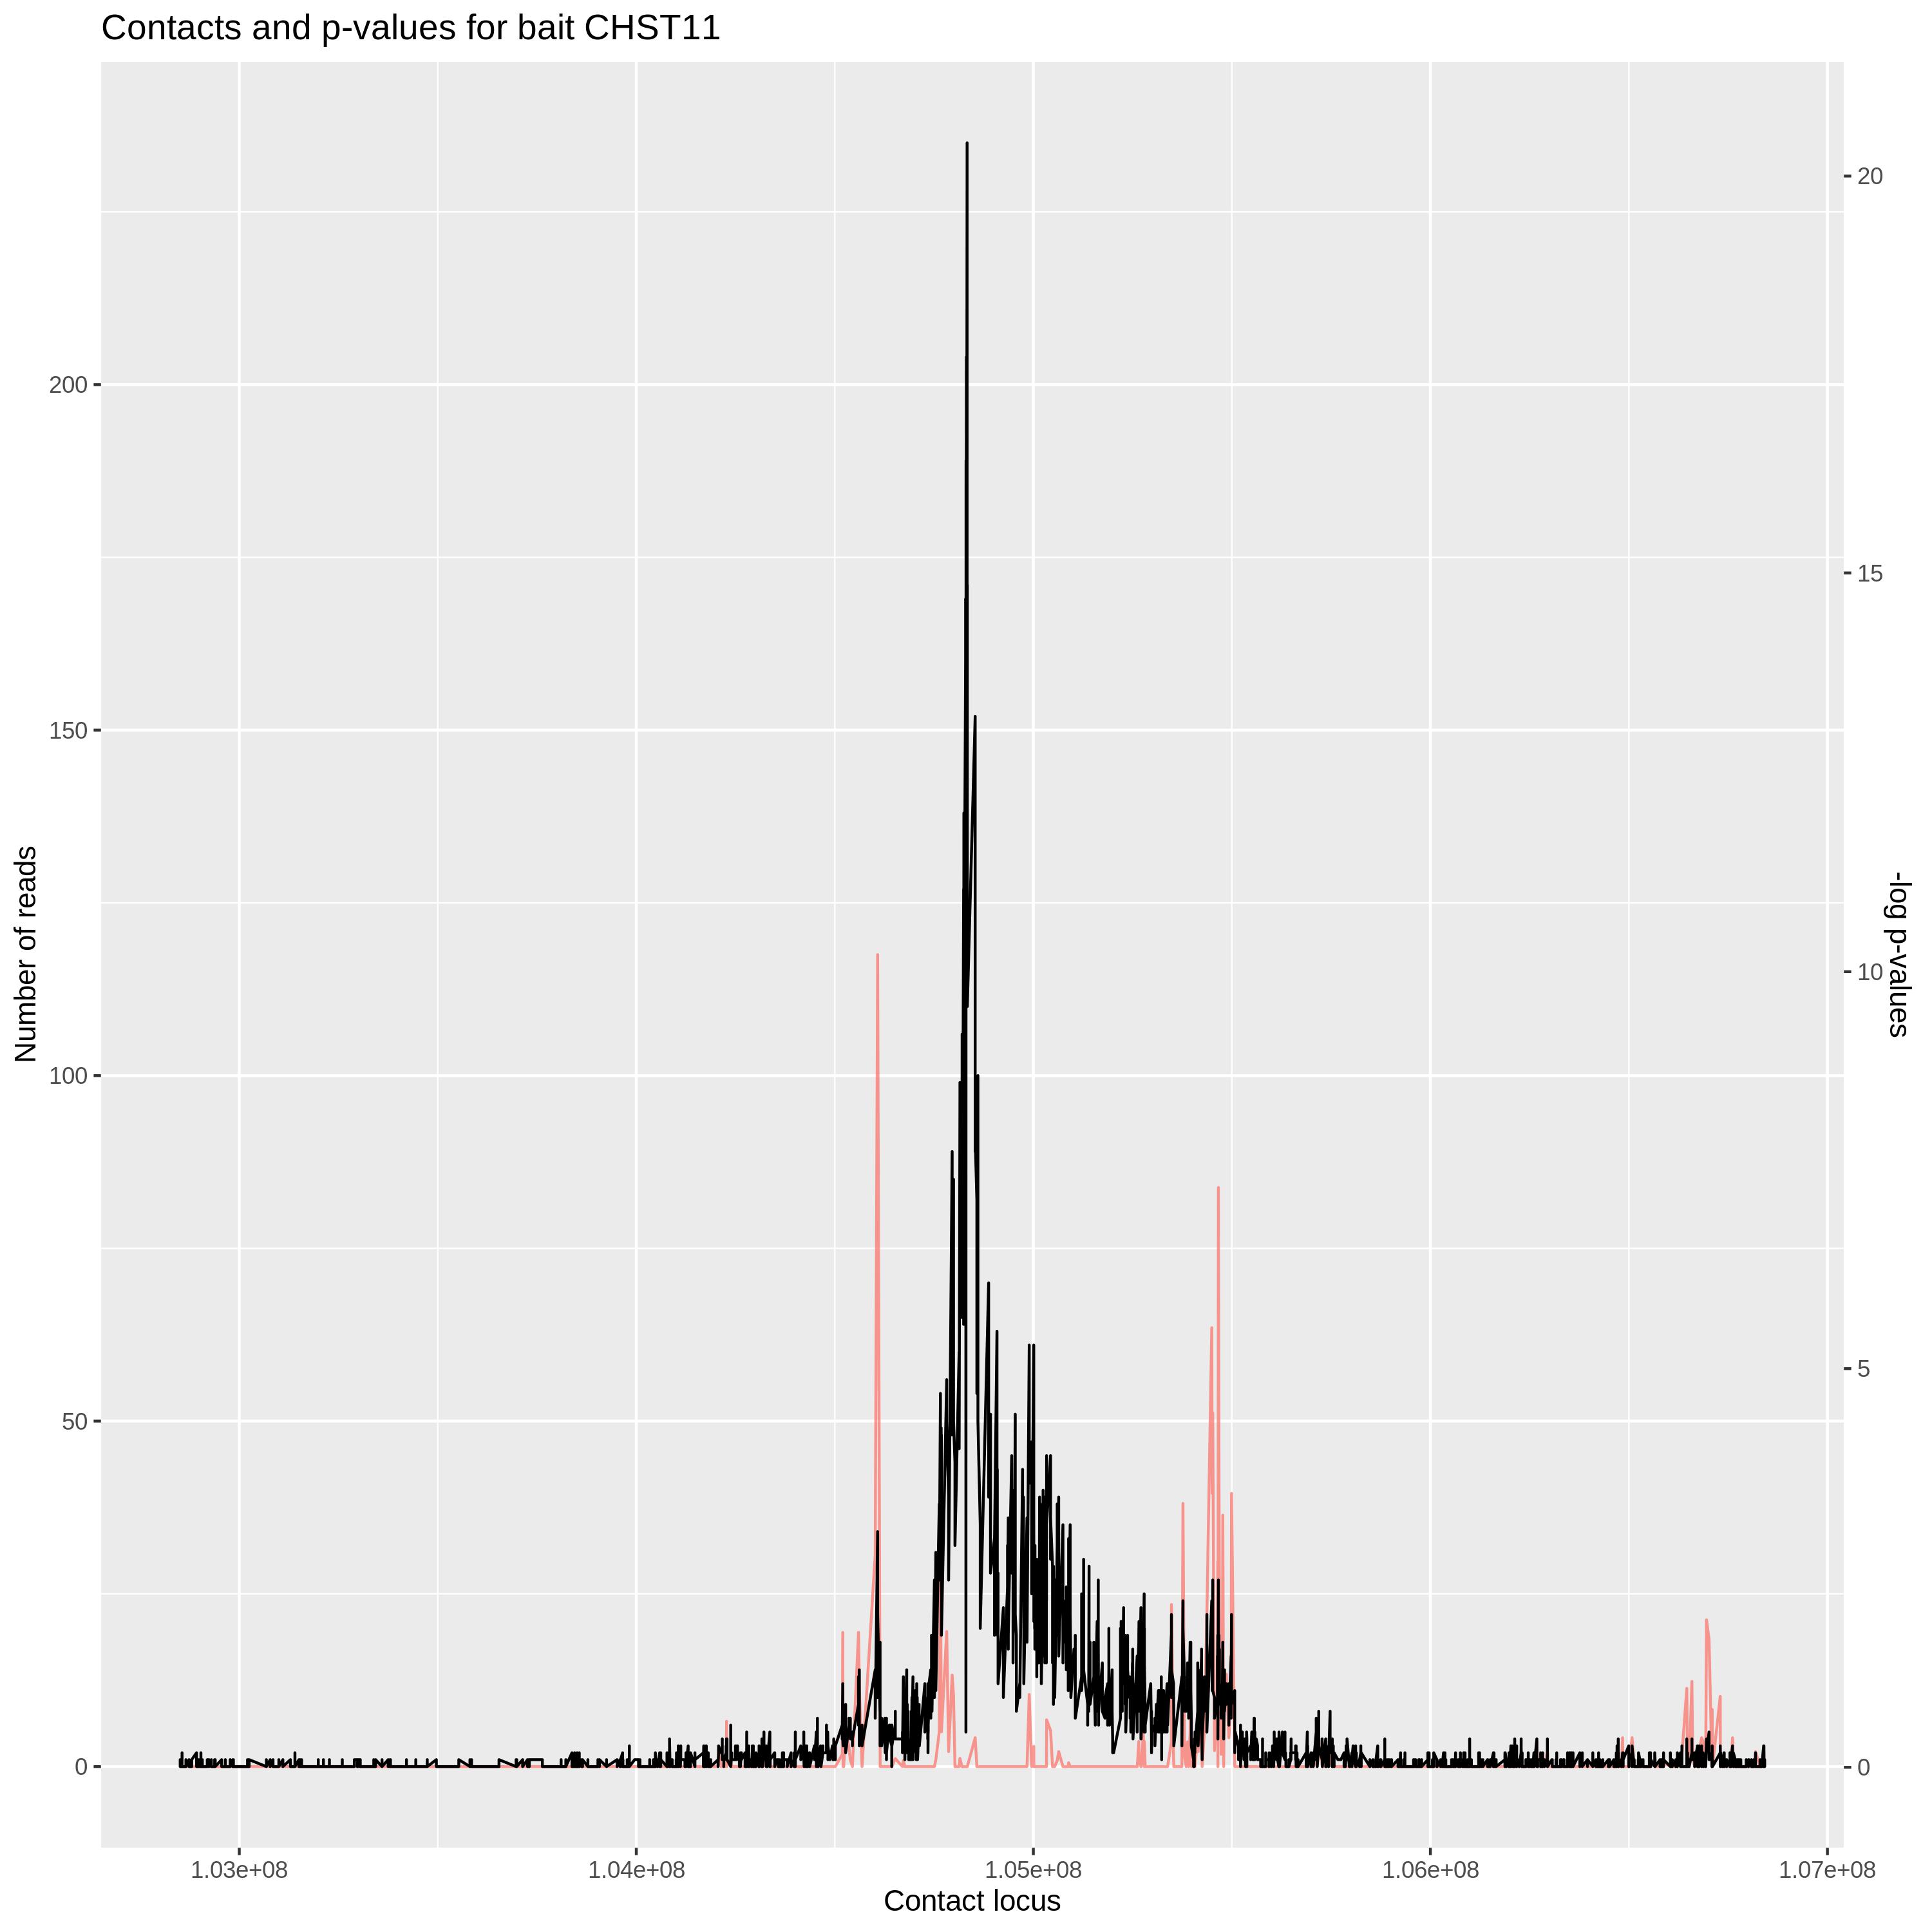 Contacts and p-values for bait CHST11
Number of reads
200
150
100
50
0
20
15
10
5
0
-log p-values
1.03e+08
1.04e+08
1.05e+08
1.06e+08
1.07e+08
Contact locus